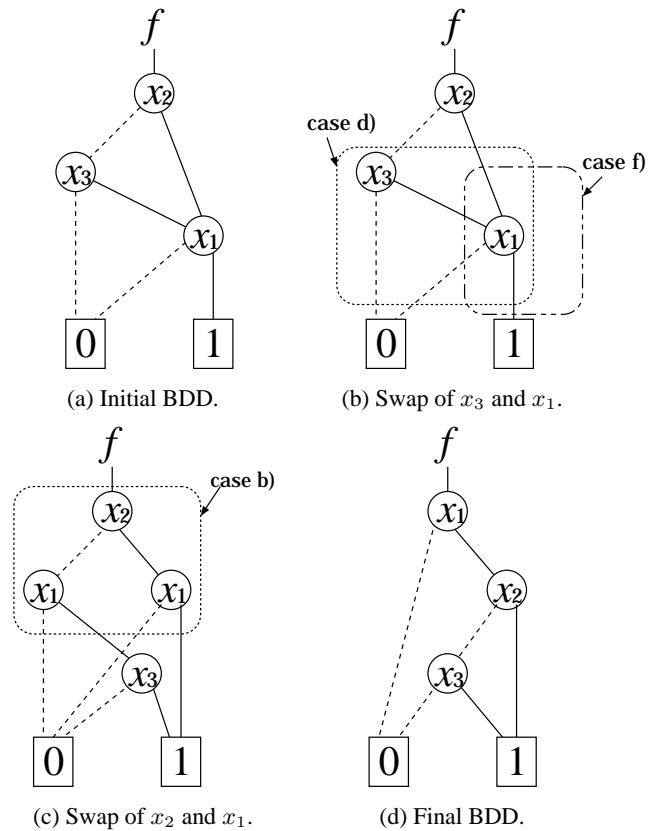 f
f
x₂
x₂
case d)
case f)
x₃
x₃
x₁
x₁
0
1
0
1
(a) Initial BDD.
(b) Swap of x₃ and x₁.
f
f
case b)
x₂
x₁
x₁
x₁
x₂
x₃
x₃
0
1
0
1
(c) Swap of x₂ and x₁.
(d) Final BDD.